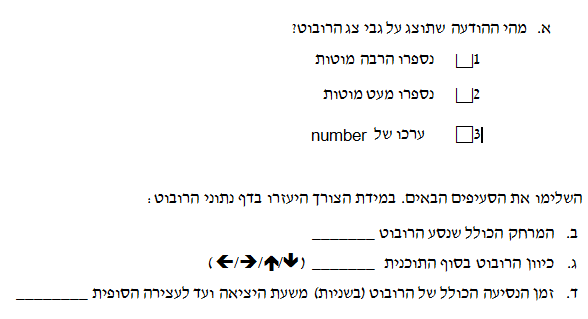 א. מהי ההודעה שתוצג על גבי צג הרובוט?
1 ☐ נספרו הרבה מוטות
2 ☐ נספרו מעט מוטות
3 ☐ ערכו של number
השלימו את הסעיפים הבאים. במידת הצורך היעזרו בדף נתוני הרובוט:
ב. המרחק הכולל שנסע הרובוט _______
ג. כיוון הרובוט בסוף התוכנית _______ (🡻/🡹/🡺/🡸)
ד. זמן הנסיעה הכולל של הרובוט (בשניות) משעת היציאה ועד לעצירה הסופית ________